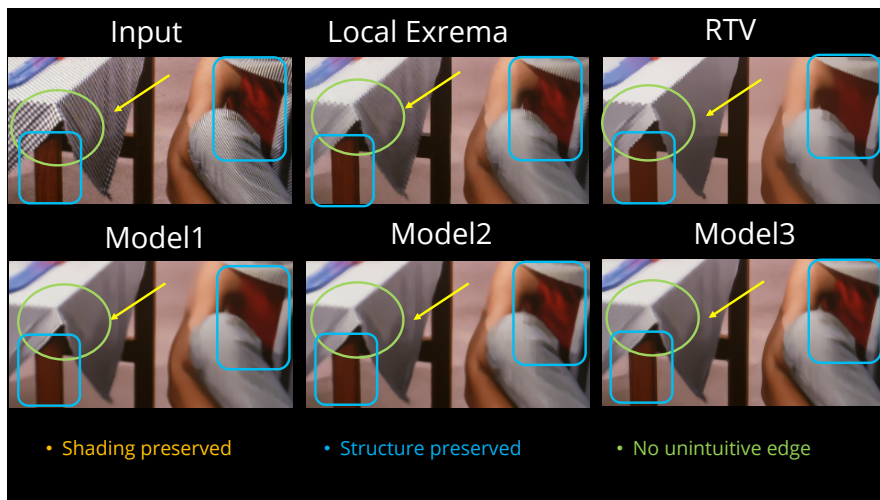 Input
Local Exrema
RTV
Model1
Model2
Model3
• Shading preserved
• Structure preserved
• No unintuitive edge